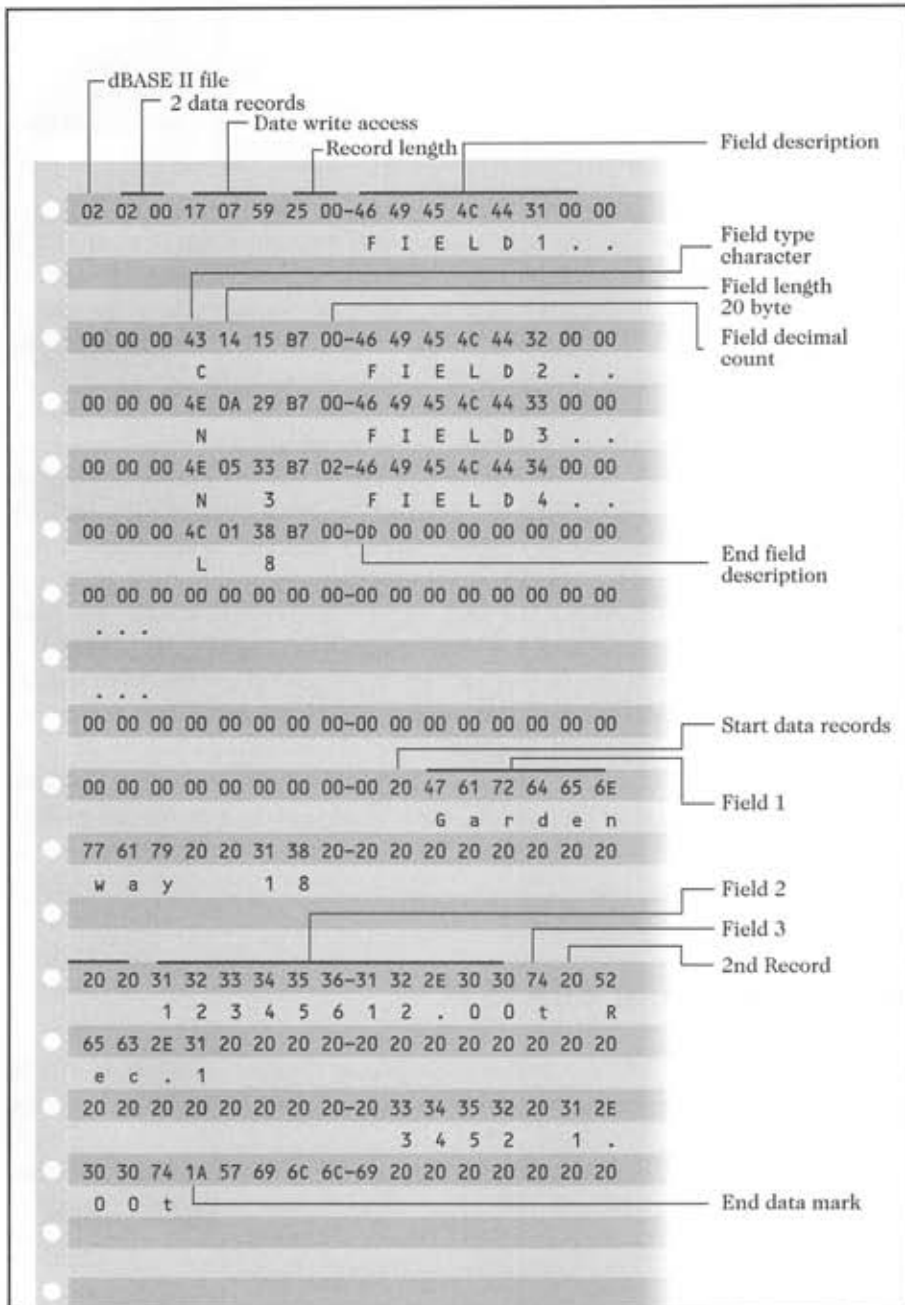 dBASE II file
2 data records
Date write access
Record length
Field description
02 02 00 17 07 59 25 00-46 49 45 4C 44 31 00 00
F I E L D 1 . .
Field type
character
Field length
20 byte
Field decimal
count
00 00 00 43 14 15 B7 00-46 49 45 4C 44 32 00 00
C F I E L D 2 . .
00 00 00 4E 0A 29 B7 00-46 49 45 4C 44 33 00 00
N F I E L D 3 . .
00 00 00 4E 05 33 B7 02-46 49 45 4C 44 34 00 00
N 3 F I E L D 4 . .
00 00 00 4C 01 38 B7 00-0D 00 00 00 00 00 00 00
L 8
End field
description
00 00 00 00 00 00 00 00-00 00 00 00 00 00 00 00
. . .
. . .
00 00 00 00 00 00 00 00-00 00 00 00 00 00 00 00
Start data records
00 00 00 00 00 00 00 00-00 20 47 61 72 64 65 6E
G a r d e n
Field 1
77 61 79 20 20 31 38 20-20 20 20 20 20 20 20 20
w a y 1 8
Field 2
Field 3
2nd Record
20 20 31 32 33 34 35 36-31 32 2E 30 30 74 20 52
1 2 3 4 5 6 1 2 . 0 0 t R
65 63 2E 31 20 20 20 20-20 20 20 20 20 20 20 20
e c . 1
20 20 20 20 20 20 20 20-20 33 34 35 32 20 31 2E
3 4 5 2 1 .
30 30 74 1A 57 69 6C 6C-69 20 20 20 20 20 20 20
0 0 t
End data mark